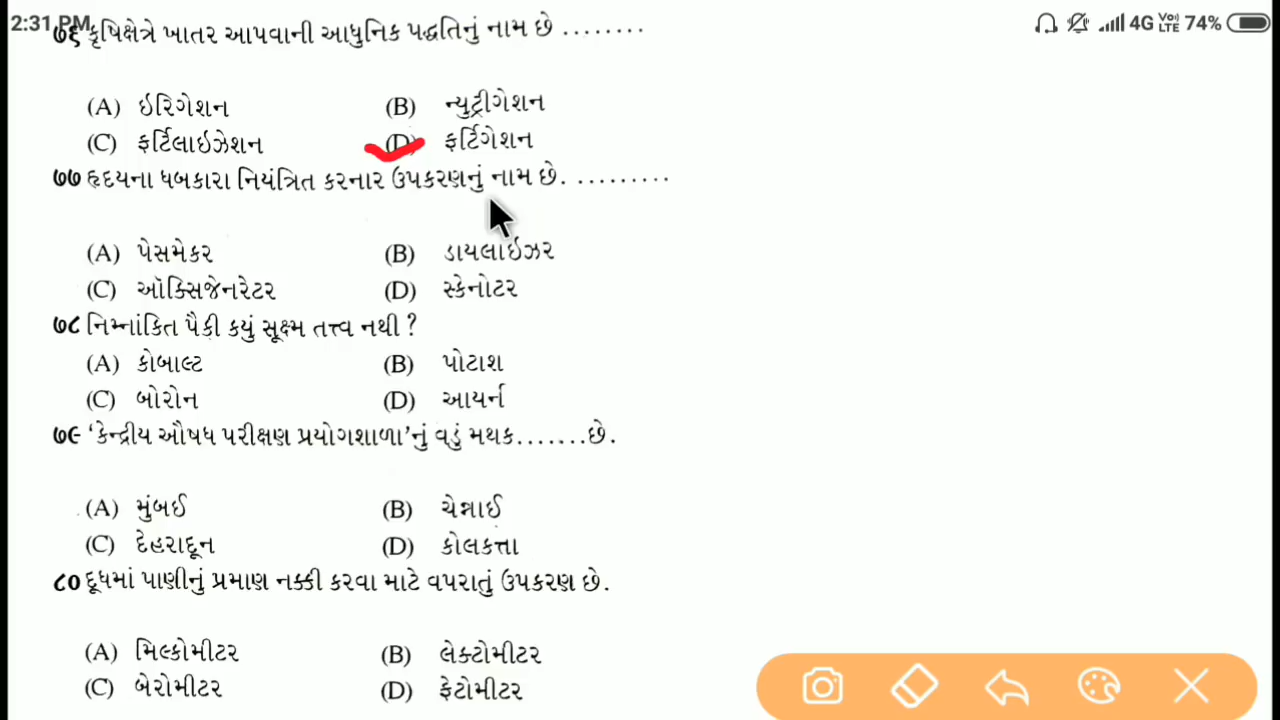 2:31 PM 4G VoLTE 74%
૭૬ કૃષિક્ષેત્રે ખાતર આપવાની આધુનિક પદ્ધતિનું નામ છે ........
(A) ઇરિગેશન (B) ન્યુટ્રીગેશન
(C) ફર્ટિલાઇઝેશન (D) ફર્ટિગેશન
૭૭ હૃદયના ધબકારા નિયંત્રિત કરનાર ઉપકરણનું નામ છે. .........
(A) પેસમેકર (B) ડાયલાઇઝર
(C) ઑક્સિજેનરેટર (D) સ્કેનોટર
૭૮ નિમ્નાંકિત પૈકી કયું સૂક્ષ્મ તત્ત્વ નથી ?
(A) કોબાલ્ટ (B) પોટાશ
(C) બોરોન (D) આયર્ન
૭૯ ‘કેન્દ્રીય ઔષધ પરીક્ષણ પ્રયોગશાળા’નું વડું મથક.......છે.
(A) મુંબઈ (B) ચેન્નાઈ
(C) દેહરાદૂન (D) કોલકત્તા
૮૦ દૂધમાં પાણીનું પ્રમાણ નક્કી કરવા માટે વપરાતું ઉપકરણ છે.
(A) મિલ્કોમીટર (B) લેક્ટોમીટર
(C) બેરોમીટર (D) ફેટોમીટર